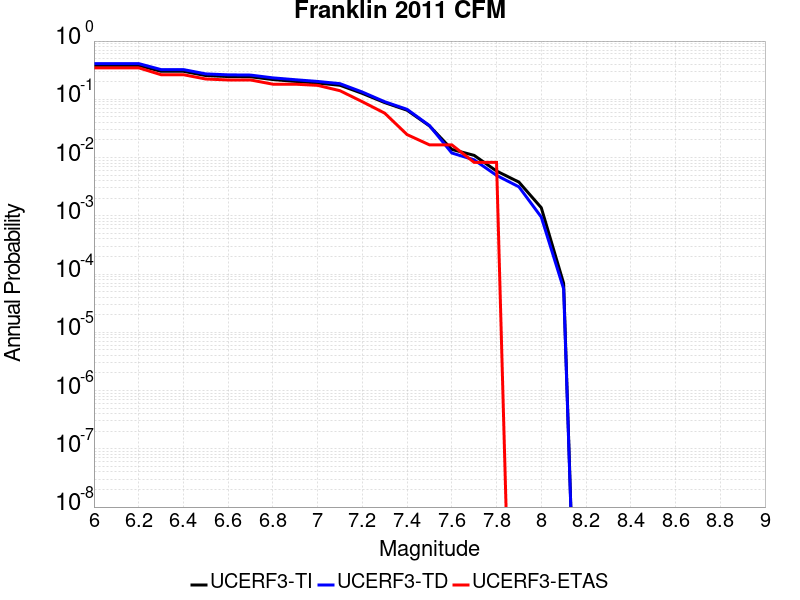 Franklin 2011 CFM
10^0
10^-1
10^-2
10^-3
10^-4
10^-5
10^-6
10^-7
10^-8
Annual Probability
6 6.2 6.4 6.6 6.8 7 7.2 7.4 7.6 7.8 8 8.2 8.4 8.6 8.8 9
Magnitude
UCERF3-TI UCERF3-TD UCERF3-ETAS